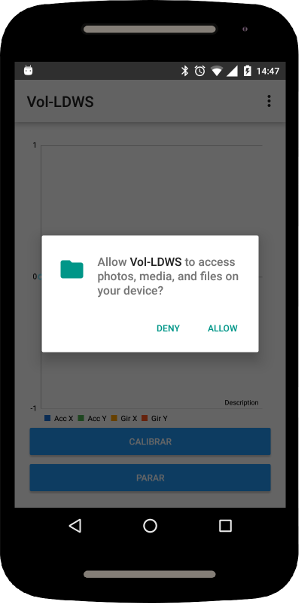 14:47
Vol-LDWS
1
Allow Vol-LDWS to access
photos, media, and files on
your device?
0
DENY ALLOW
Description
-1
Acc X Acc Y Gir X Gir Y
CALIBRAR
PARAR